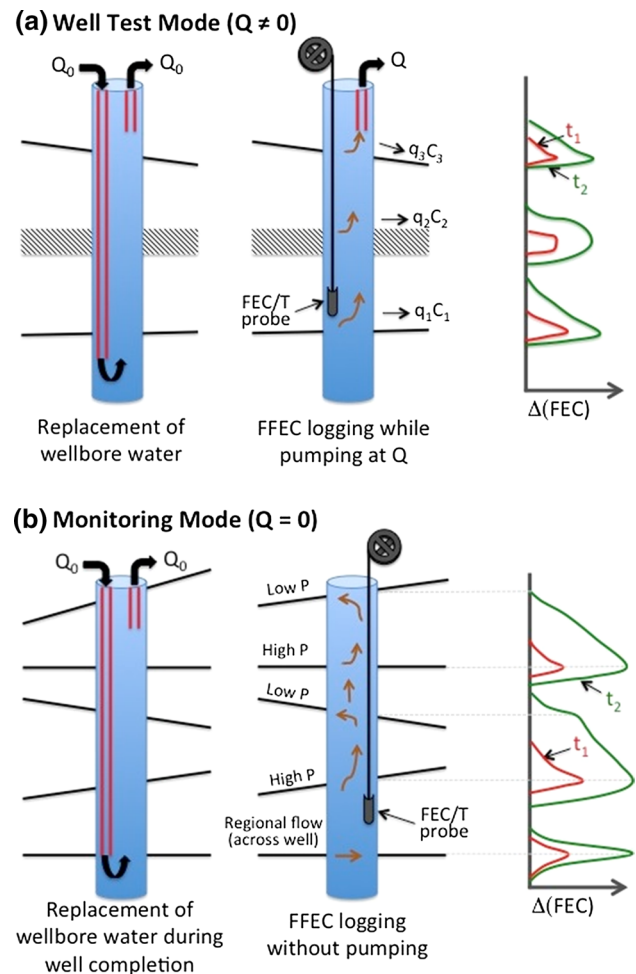 (a) Well Test Mode (Q ≠ 0)
Q₀
Q₀
Q
q₃C₃
q₂C₂
FEC/T
probe
q₁C₁
t₁
t₂
Δ(FEC)
Replacement of
wellbore water
FFEC logging while
pumping at Q
(b) Monitoring Mode (Q = 0)
Q₀
Q₀
Low P
High P
Low P
High P
Regional flow
(across well)
FEC/T
probe
t₂
t₁
Δ(FEC)
Replacement of
wellbore water during
well completion
FFEC logging
without pumping